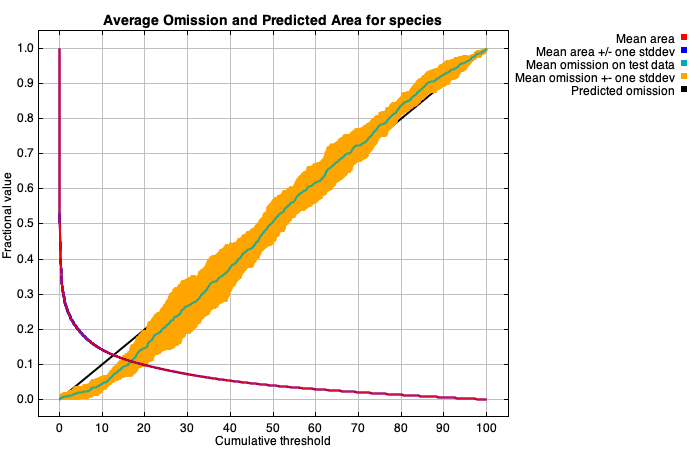 Average Omission and Predicted Area for species
Mean area
Mean area +/- one stddev
Mean omission on test data
Mean omission +- one stddev
Predicted omission
Fractional value
1.0
0.9
0.8
0.7
0.6
0.5
0.4
0.3
0.2
0.1
0.0
0 10 20 30 40 50 60 70 80 90 100
Cumulative threshold